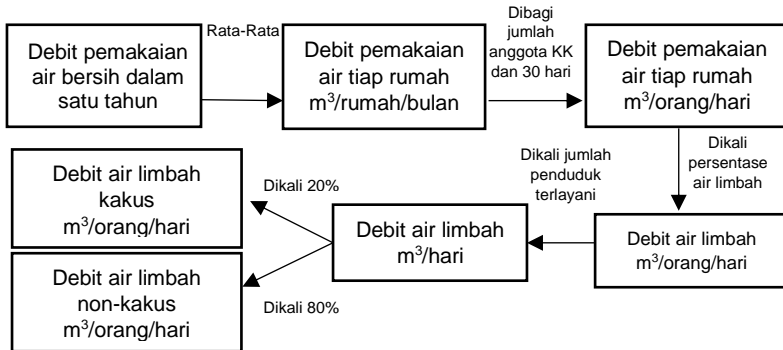 Debit pemakaian
air bersih dalam
satu tahun
Rata-Rata
Debit pemakaian
air tiap rumah
m³/rumah/bulan
Dibagi
jumlah
anggota KK
dan 30 hari
Debit pemakaian
air tiap rumah
m³/orang/hari
Dikali
persentase
air limbah
Debit air limbah
m³/orang/hari
Dikali jumlah
penduduk
terlayani
Debit air limbah
m³/hari
Dikali 20%
Debit air limbah
kakus
m³/orang/hari
Dikali 80%
Debit air limbah
non-kakus
m³/orang/hari